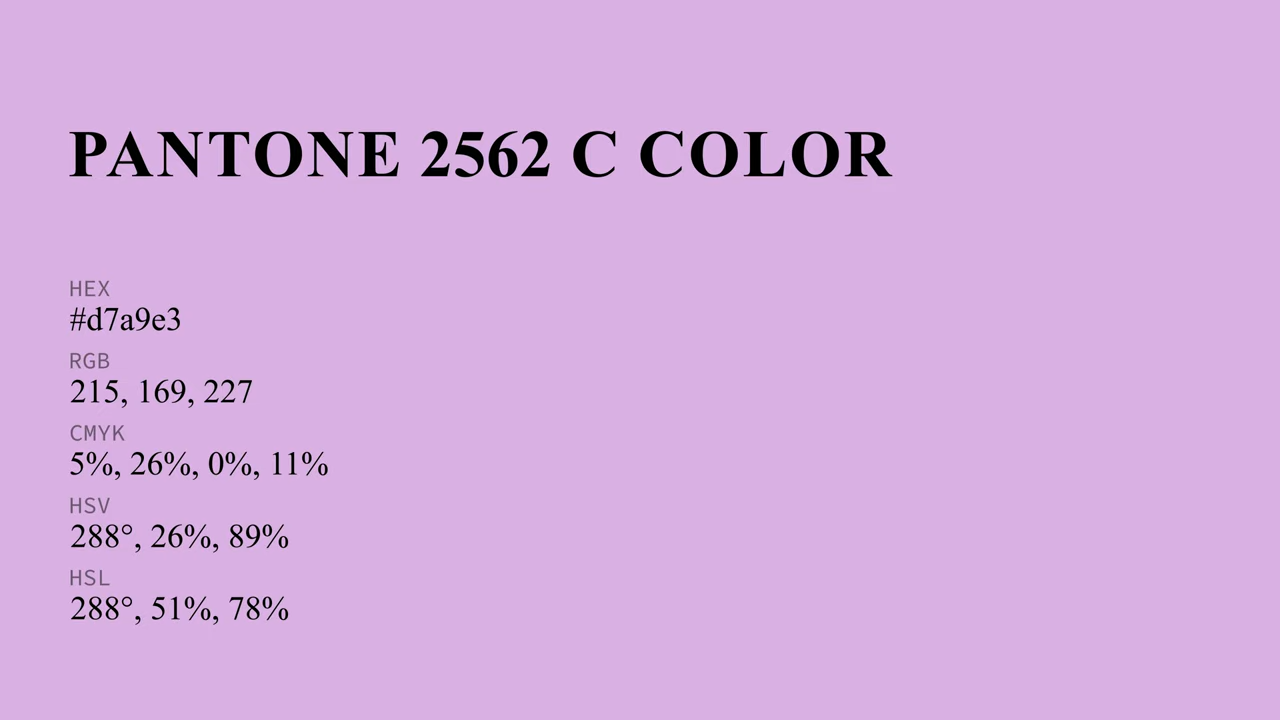 PANTONE 2562 C COLOR
HEX
#d7a9e3
RGB
215, 169, 227
CMYK
5%, 26%, 0%, 11%
HSV
288°, 26%, 89%
HSL
288°, 51%, 78%